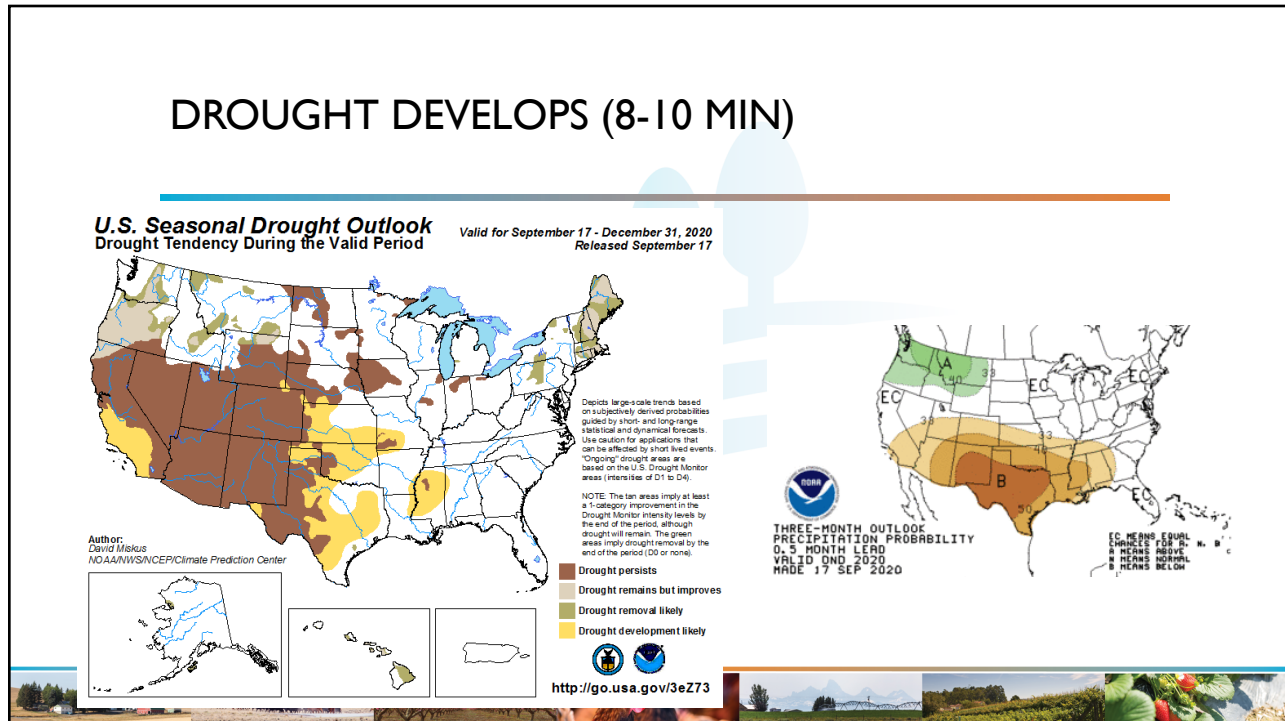 DROUGHT DEVELOPS (8-10 MIN)
U.S. Seasonal Drought Outlook
Drought Tendency During the Valid Period
Valid for September 17 - December 31, 2020
Released September 17
Depicts large-scale trends based
on subjectively derived probabilities
guided by short- and long-range
statistical and dynamical forecasts.
Use caution for applications that
can be affected by short lived events.
"Ongoing" drought areas are
based on the U.S. Drought Monitor
areas (intensities of D1 to D4).
NOTE: The tan areas imply at least
a 1-category improvement in the
Drought Monitor intensity levels by
the end of the period, although
drought will remain. The green
areas imply drought removal by the
end of the period (D0 or none).
Author:
David Miskus
NOAA/NWS/NCEP/Climate Prediction Center
Drought persists
Drought remains but improves
Drought removal likely
Drought development likely
http://go.usa.gov/3eZ73
A
33
40
EC
EC
EC
33
33
40
B
50
EC
NOAA
THREE-MONTH OUTLOOK
PRECIPITATION PROBABILITY
0.5 MONTH LEAD
VALID OND 2020
MADE 17 SEP 2020
EC MEANS EQUAL
CHANCES FOR A, N, B
A MEANS ABOVE
N MEANS NORMAL
B MEANS BELOW